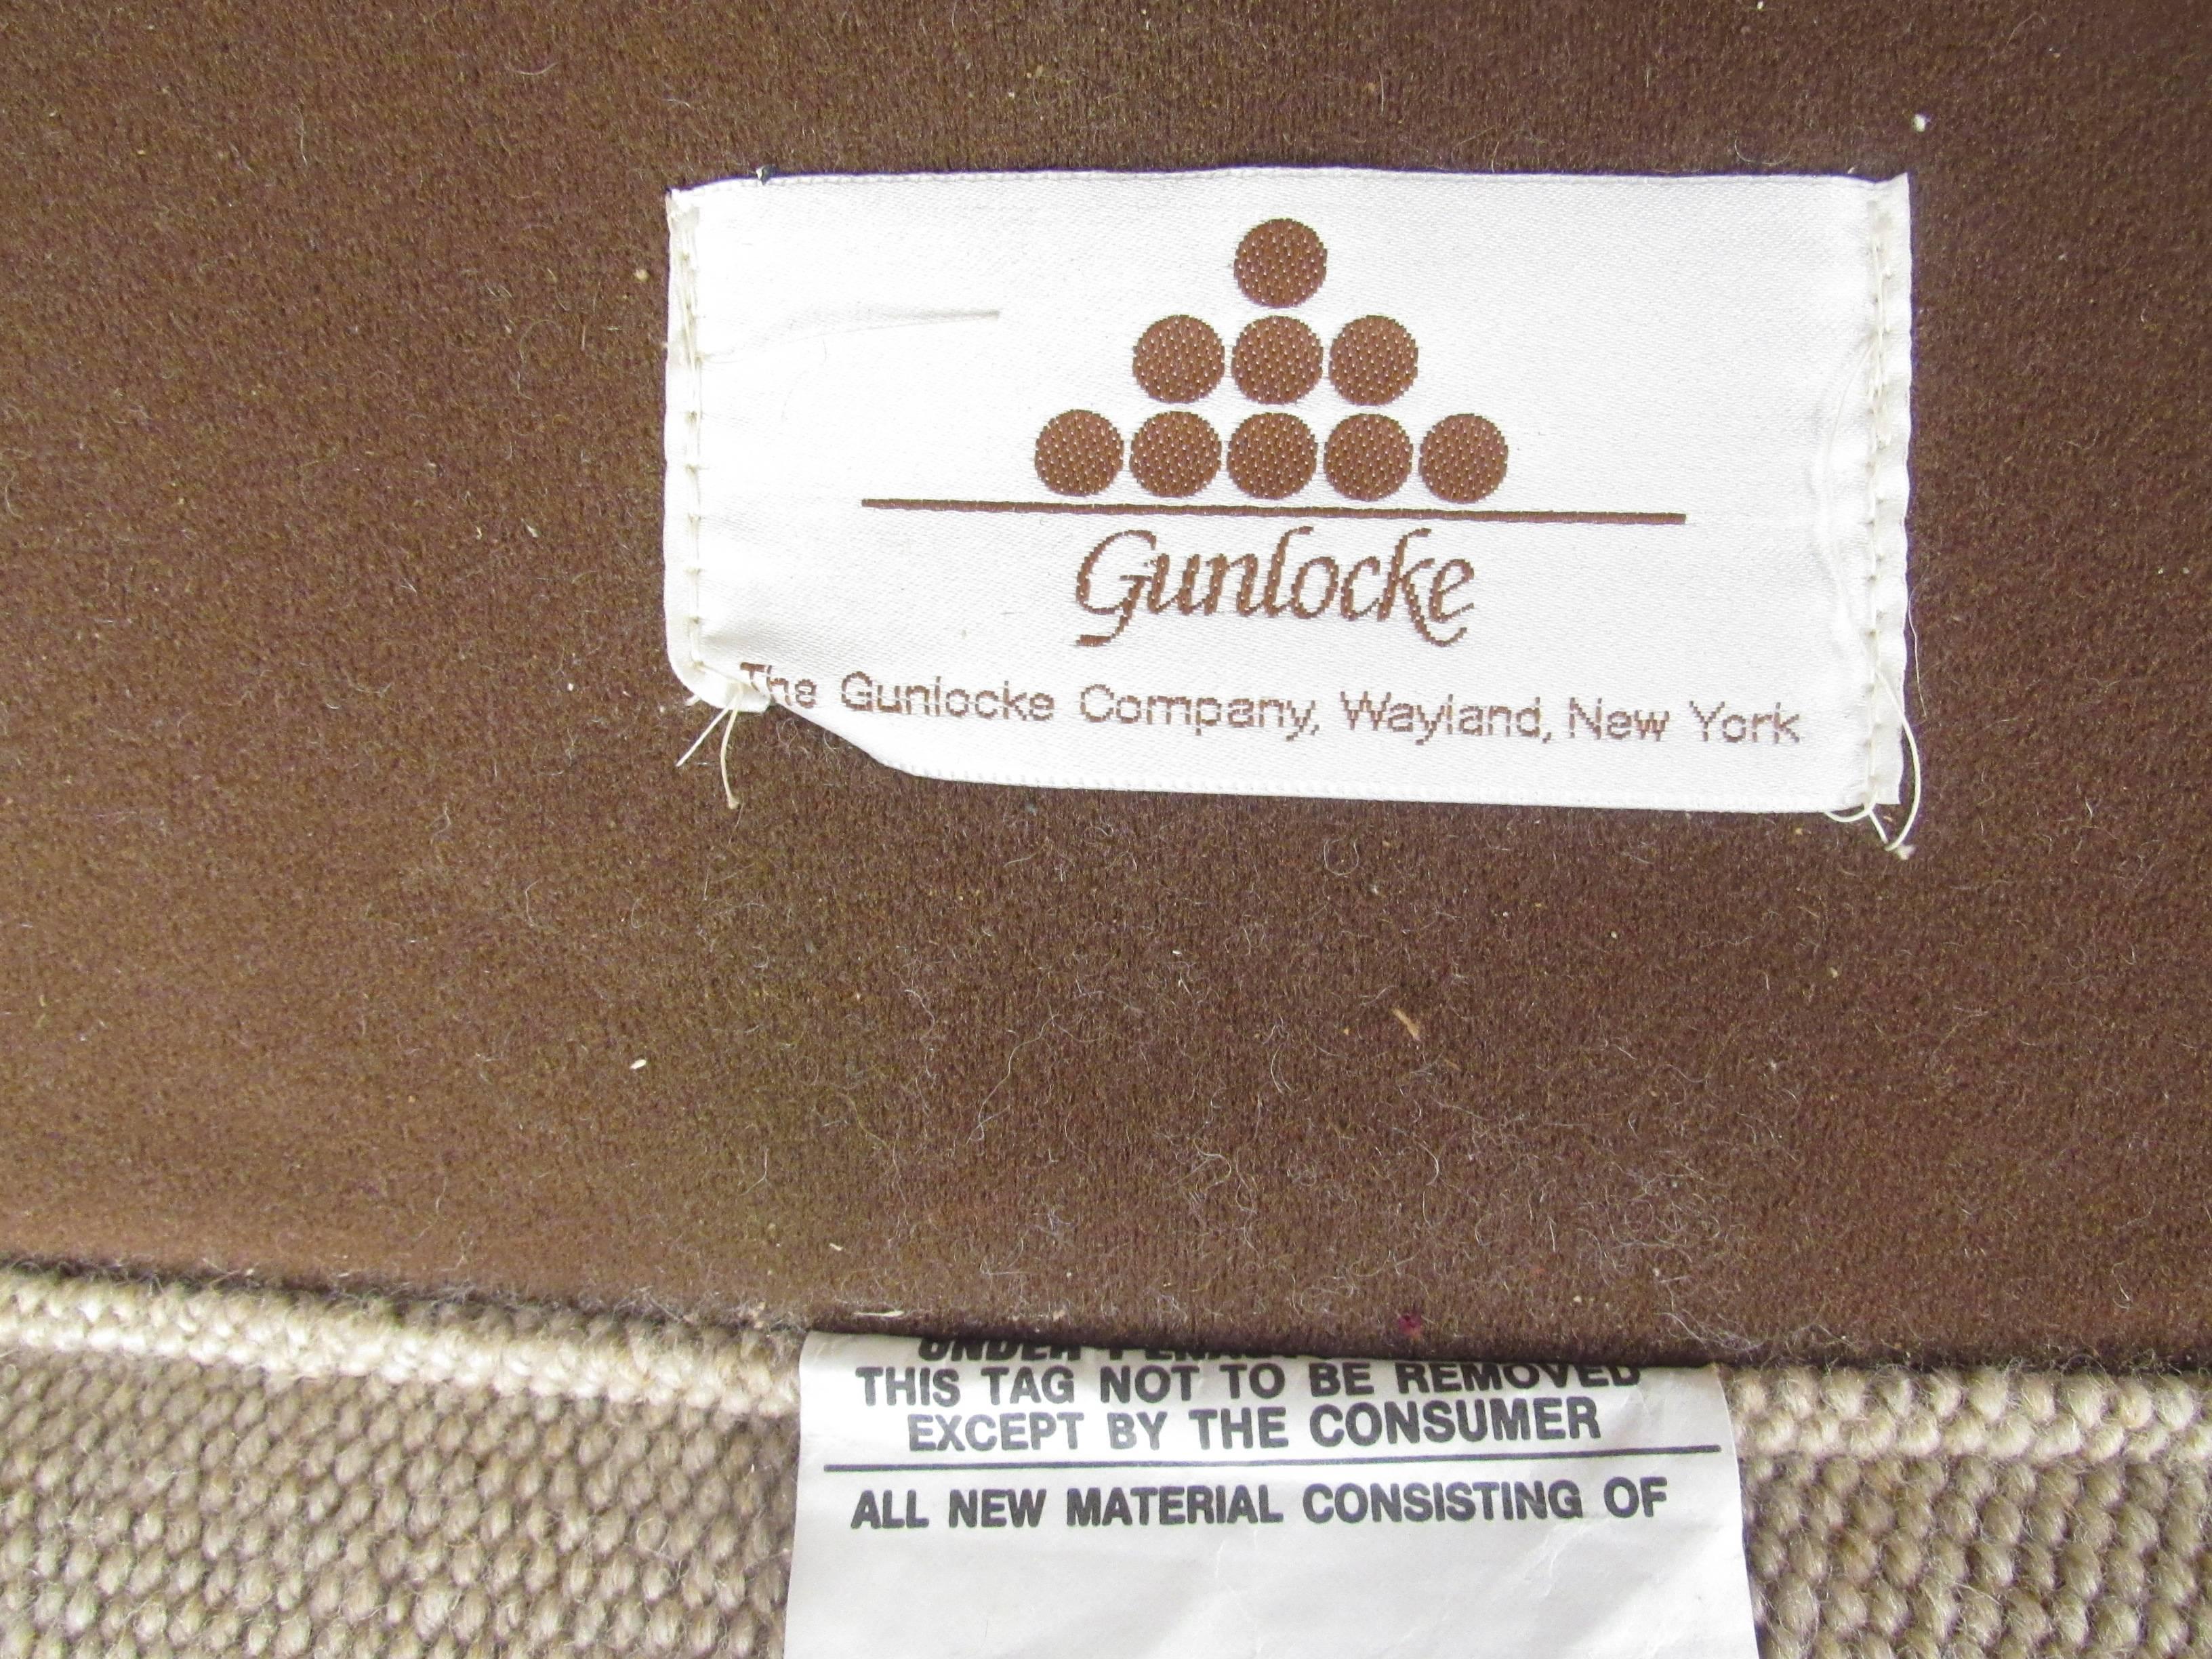 Gunlocke
The Gunlocke Company, Wayland, New York
UNDER
THIS TAG NOT TO BE REMOVED
EXCEPT BY THE CONSUMER
ALL NEW MATERIAL CONSISTING OF